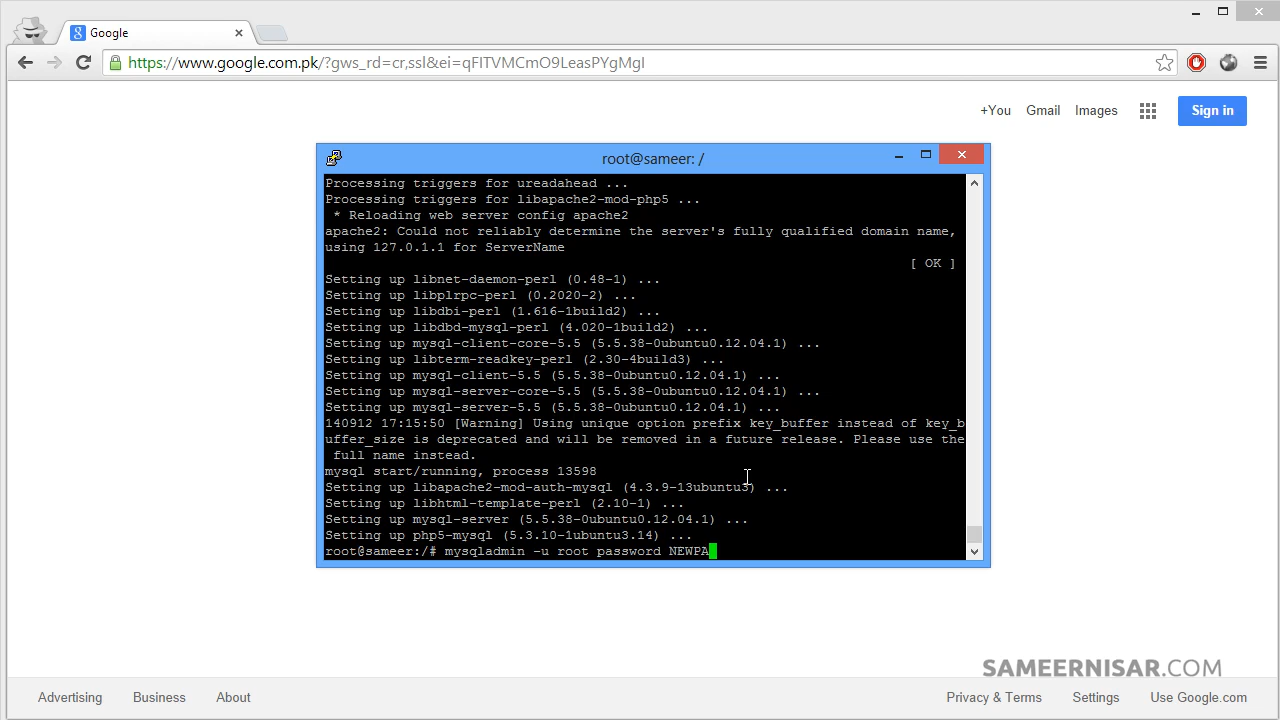 Google
https://www.google.com.pk/?gws_rd=cr,ssl&ei=qFITVMCmO9LeasPYgMgI
+You Gmail Images Sign in
root@sameer: /
Processing triggers for ureadahead ...
Processing triggers for libapache2-mod-php5 ...
* Reloading web server config apache2
apache2: Could not reliably determine the server's fully qualified domain name,
using 127.0.1.1 for ServerName
[ OK ]
Setting up libnet-daemon-perl (0.48-1) ...
Setting up libplrpc-perl (0.2020-2) ...
Setting up libdbi-perl (1.616-1build2) ...
Setting up libdbd-mysql-perl (4.020-1build2) ...
Setting up mysql-client-core-5.5 (5.5.38-0ubuntu0.12.04.1) ...
Setting up libterm-readkey-perl (2.30-4build3) ...
Setting up mysql-client-5.5 (5.5.38-0ubuntu0.12.04.1) ...
Setting up mysql-server-core-5.5 (5.5.38-0ubuntu0.12.04.1) ...
Setting up mysql-server-5.5 (5.5.38-0ubuntu0.12.04.1) ...
140912 17:15:50 [Warning] Using unique option prefix key_buffer instead of key_b
uffer_size is deprecated and will be removed in a future release. Please use the
full name instead.
mysql start/running, process 13598
Setting up libapache2-mod-auth-mysql (4.3.9-13ubuntu3) ...
Setting up libhtml-template-perl (2.10-1) ...
Setting up mysql-server (5.5.38-0ubuntu0.12.04.1) ...
Setting up php5-mysql (5.3.10-1ubuntu3.14) ...
root@sameer:/# mysqladmin -u root password NEWPA
SAMEERNISAR.COM
Advertising Business About Privacy & Terms Settings Use Google.com